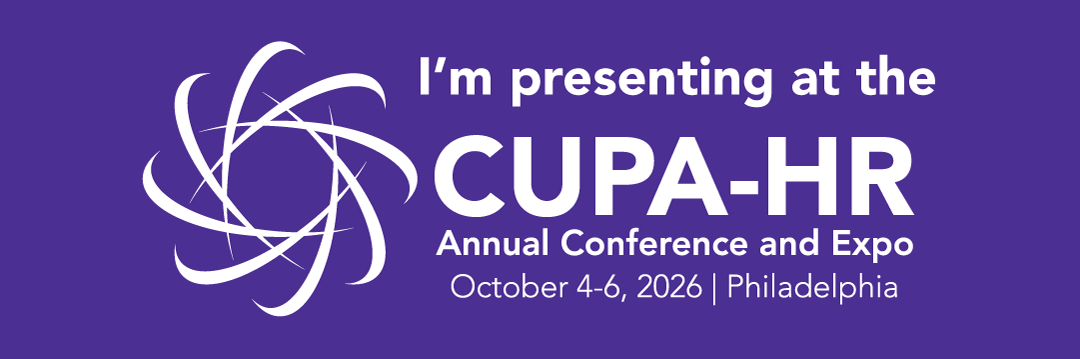 I’m presenting at the
CUPA-HR
Annual Conference and Expo
October 4-6, 2026 | Philadelphia